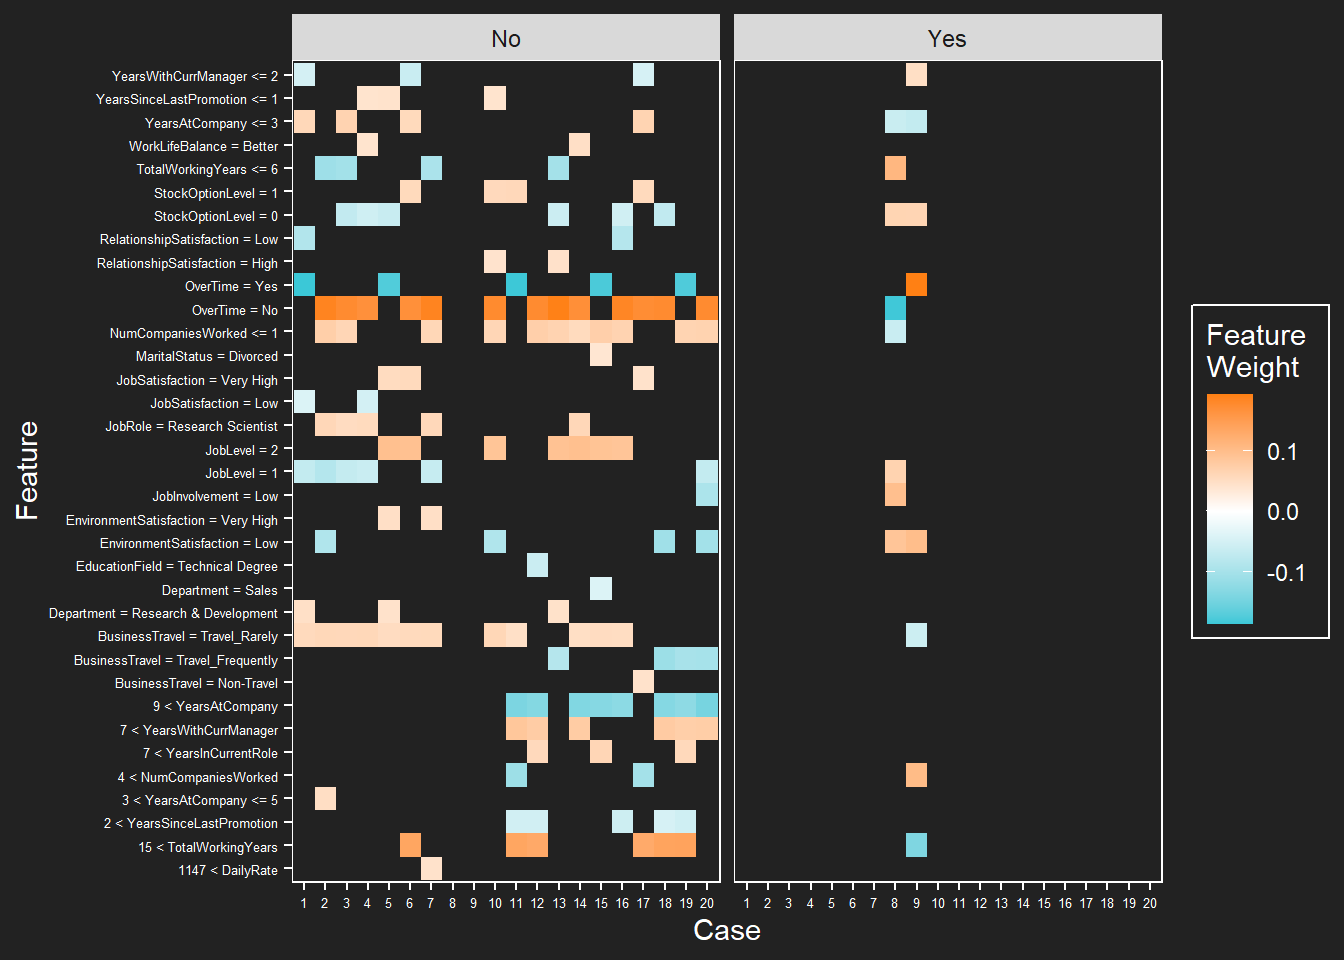 No
Yes
YearsWithCurrManager <= 2
YearsSinceLastPromotion <= 1
YearsAtCompany <= 3
WorkLifeBalance = Better
TotalWorkingYears <= 6
StockOptionLevel = 1
StockOptionLevel = 0
RelationshipSatisfaction = Low
RelationshipSatisfaction = High
OverTime = Yes
OverTime = No
NumCompaniesWorked <= 1
MaritalStatus = Divorced
JobSatisfaction = Very High
JobSatisfaction = Low
JobRole = Research Scientist
JobLevel = 2
JobLevel = 1
JobInvolvement = Low
EnvironmentSatisfaction = Very High
EnvironmentSatisfaction = Low
EducationField = Technical Degree
Department = Sales
Department = Research & Development
BusinessTravel = Travel_Rarely
BusinessTravel = Travel_Frequently
BusinessTravel = Non-Travel
9 < YearsAtCompany
7 < YearsWithCurrManager
7 < YearsInCurrentRole
4 < NumCompaniesWorked
3 < YearsAtCompany <= 5
2 < YearsSinceLastPromotion
15 < TotalWorkingYears
1147 < DailyRate
Feature
1 2 3 4 5 6 7 8 9 10 11 12 13 14 15 16 17 18 19 20
1 2 3 4 5 6 7 8 9 10 11 12 13 14 15 16 17 18 19 20
Case
Feature
Weight
0.1
0.0
-0.1